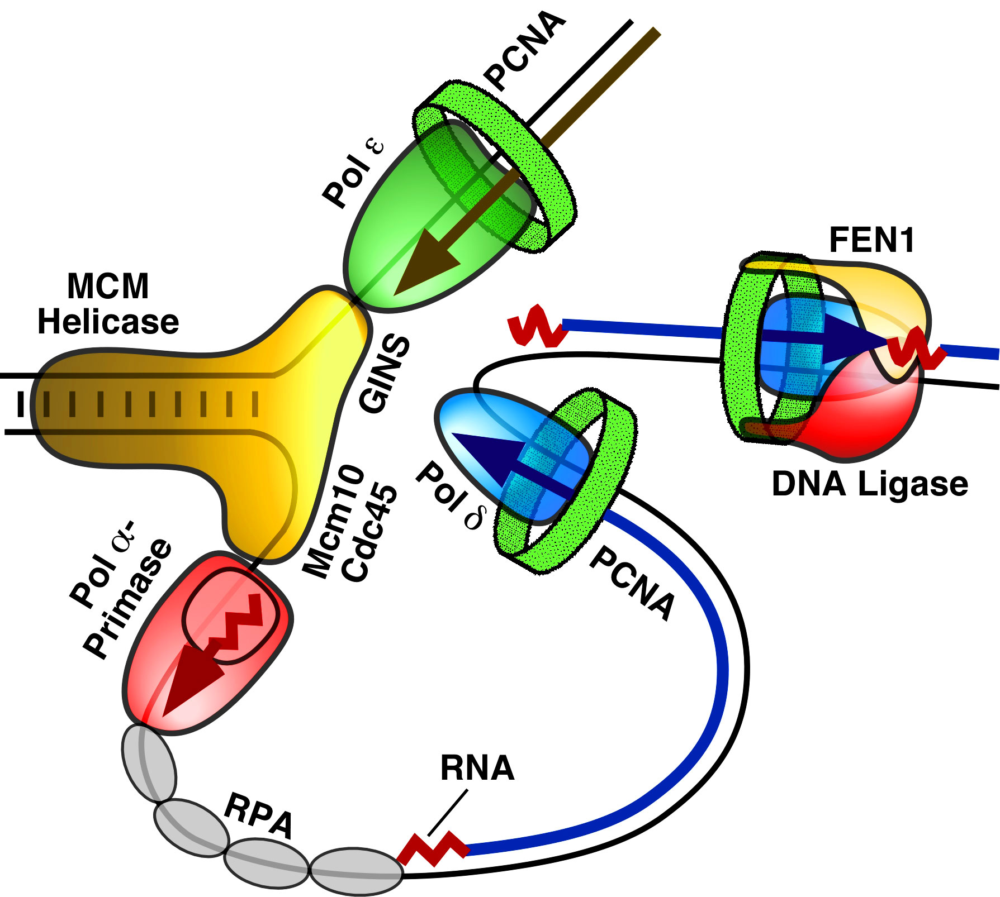 PCNA
Pol ε
FEN1
MCM
Helicase
GINS
DNA Ligase
Mcm10
Cdc45
Pol δ
Pol α-
Primase
PCNA
RNA
RPA